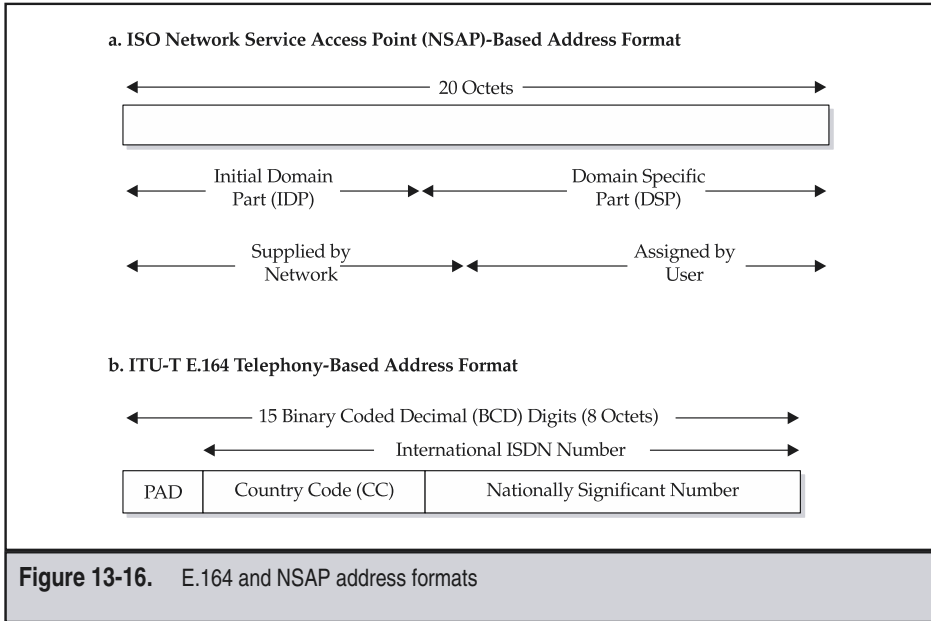 a. ISO Network Service Access Point (NSAP)-Based Address Format
20 Octets
Initial Domain
Part (IDP)
Domain Specific
Part (DSP)
Supplied by
Network
Assigned by
User
b. ITU-T E.164 Telephony-Based Address Format
15 Binary Coded Decimal (BCD) Digits (8 Octets)
International ISDN Number
PAD
Country Code (CC)
Nationally Significant Number
Figure 13-16. E.164 and NSAP address formats